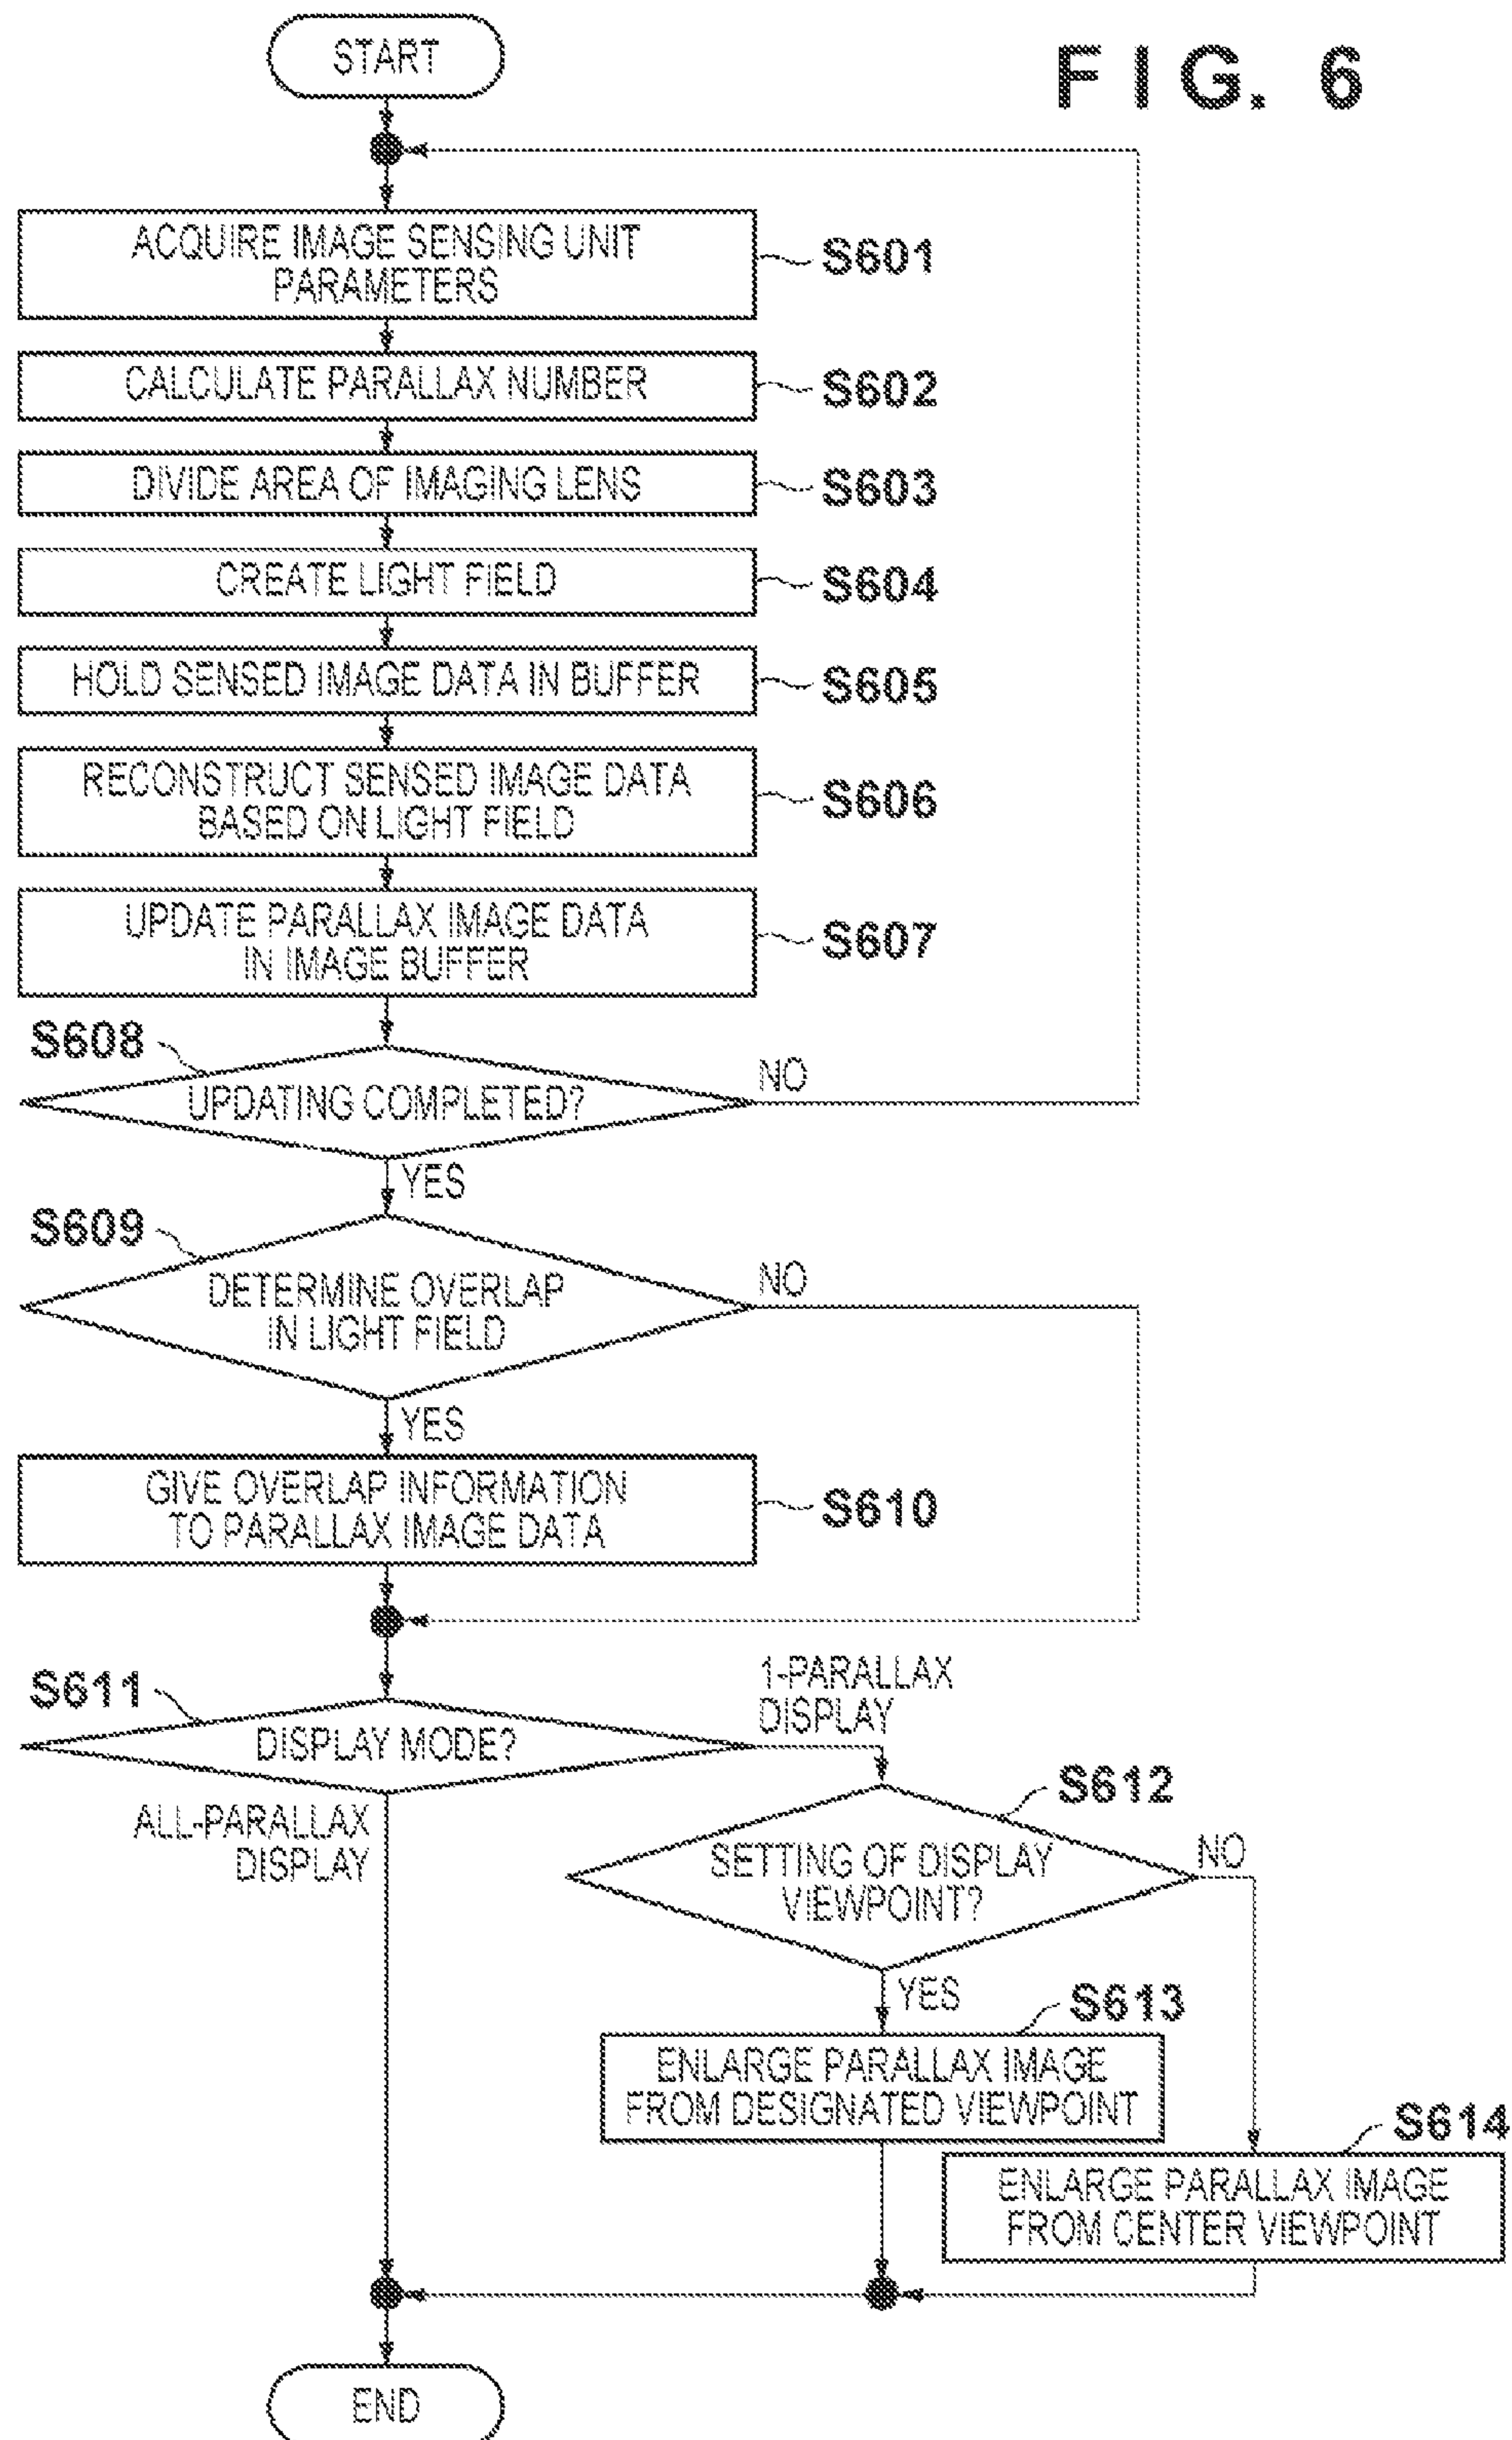 START
FIG. 6
ACQUIRE IMAGE SENSING UNIT
PARAMETERS
S601
CALCULATE PARALLAX NUMBER
S602
DIVIDE AREA OF IMAGING LENS
S603
CREATE LIGHT FIELD
S604
HOLD SENSED IMAGE DATA IN BUFFER
S605
RECONSTRUCT SENSED IMAGE DATA
BASED ON LIGHT FIELD
S606
UPDATE PARALLAX IMAGE DATA
IN IMAGE BUFFER
S607
S608
UPDATING COMPLETED?
NO
YES
S609
DETERMINE OVERLAP
IN LIGHT FIELD
NO
YES
GIVE OVERLAP INFORMATION
TO PARALLAX IMAGE DATA
S610
S611
DISPLAY MODE?
1-PARALLAX
DISPLAY
ALL-PARALLAX
DISPLAY
S612
SETTING OF DISPLAY
VIEWPOINT?
NO
YES
S613
ENLARGE PARALLAX IMAGE
FROM DESIGNATED VIEWPOINT
S614
ENLARGE PARALLAX IMAGE
FROM CENTER VIEWPOINT
END